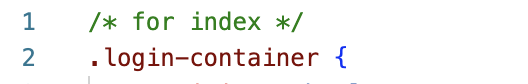 1 /* for index */
2 .login-container {